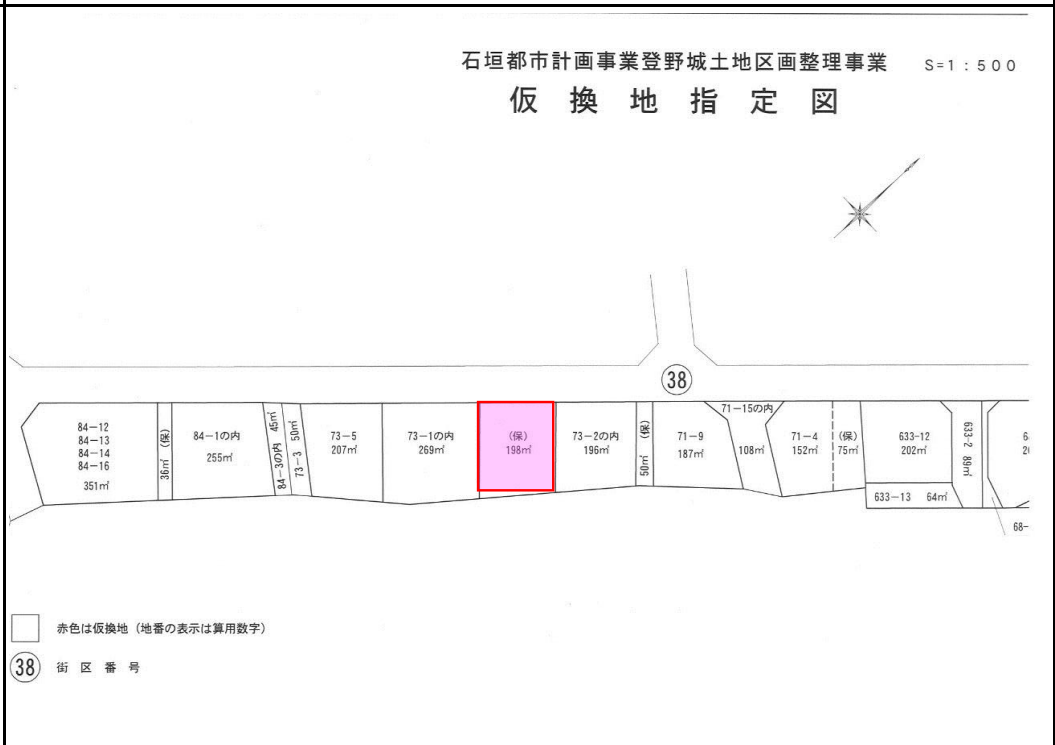 石垣都市計画事業登野城土地区画整理事業 S=1:500
仮換地指定図
38
84-12
84-13
84-14
84-16
351㎡
36㎡ (保)
84-1の内
255㎡
84-3の内 45㎡
73-3 50㎡
73-5
207㎡
73-1の内
269㎡
(保)
198㎡
73-2の内
196㎡
50㎡ (保)
71-9
187㎡
71-15の内
108㎡
71-4
152㎡
(保)
75㎡
633-12
202㎡
633-2 89㎡
633-13 64㎡
68-
赤色は仮換地(地番の表示は算用数字)
38 街区番号